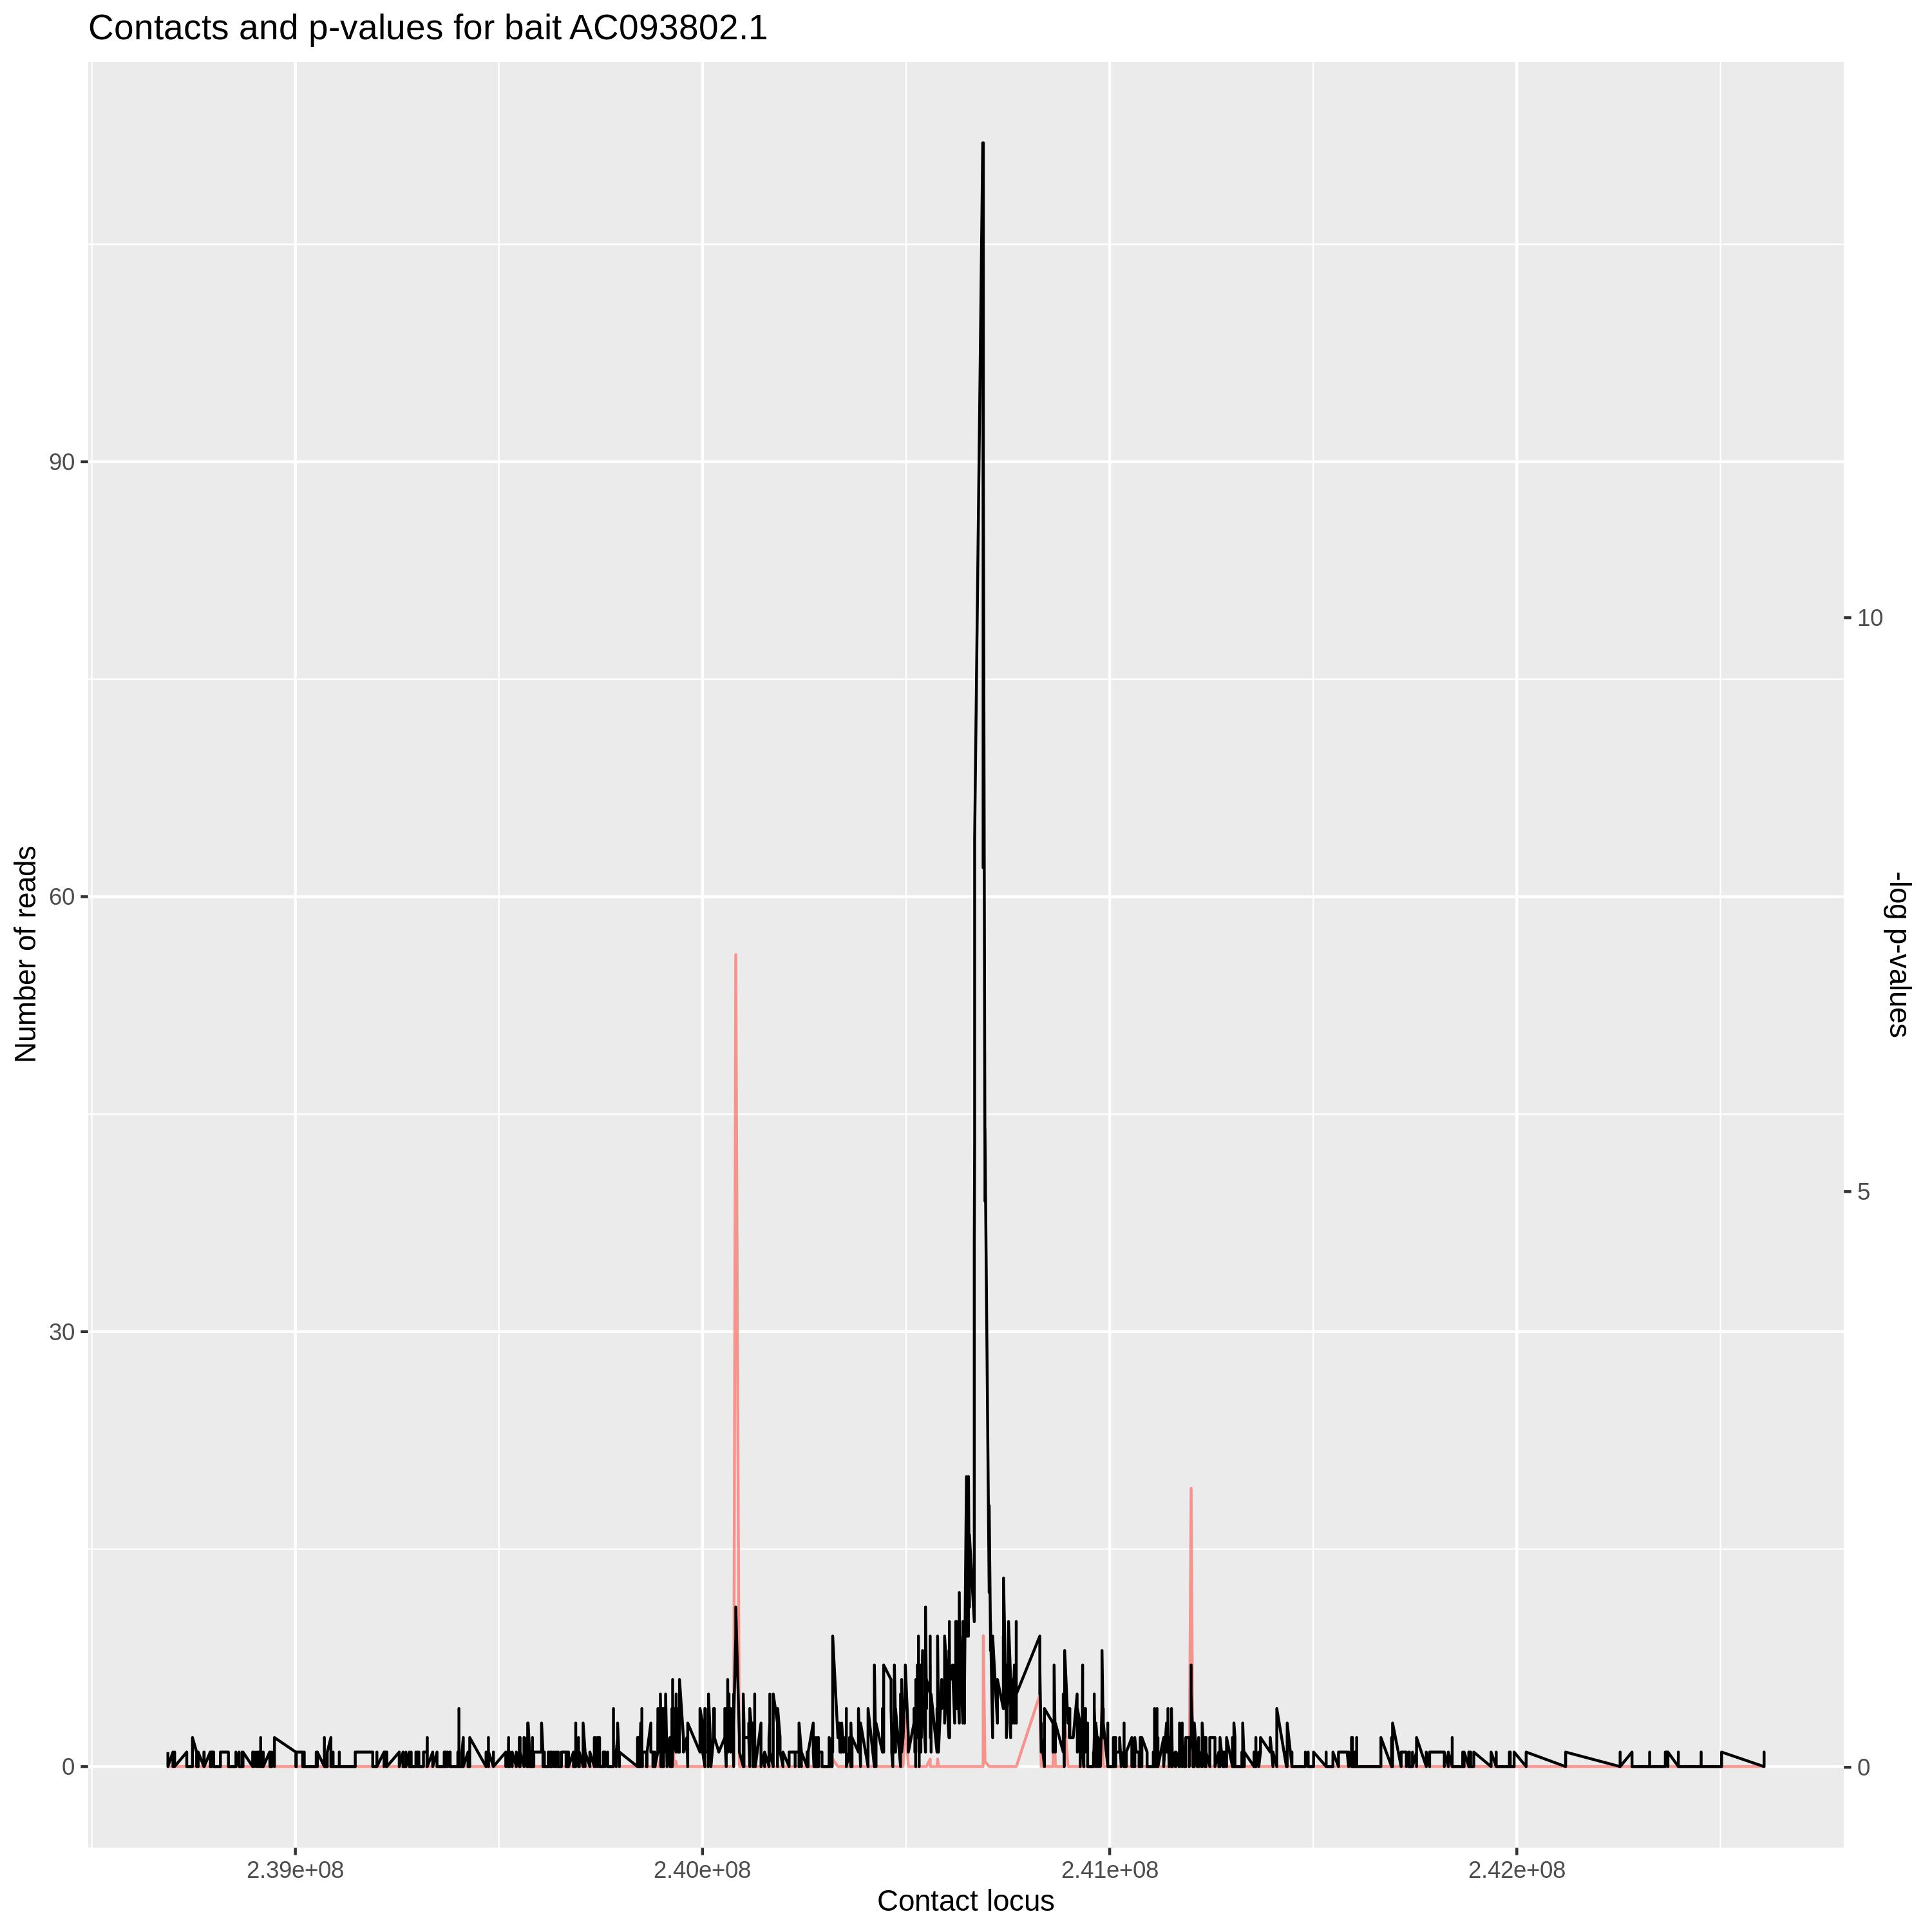 Contacts and p-values for bait AC093802.1
Number of reads
90
60
30
0
10
5
0
-log p-values
2.39e+08 2.40e+08 2.41e+08 2.42e+08
Contact locus